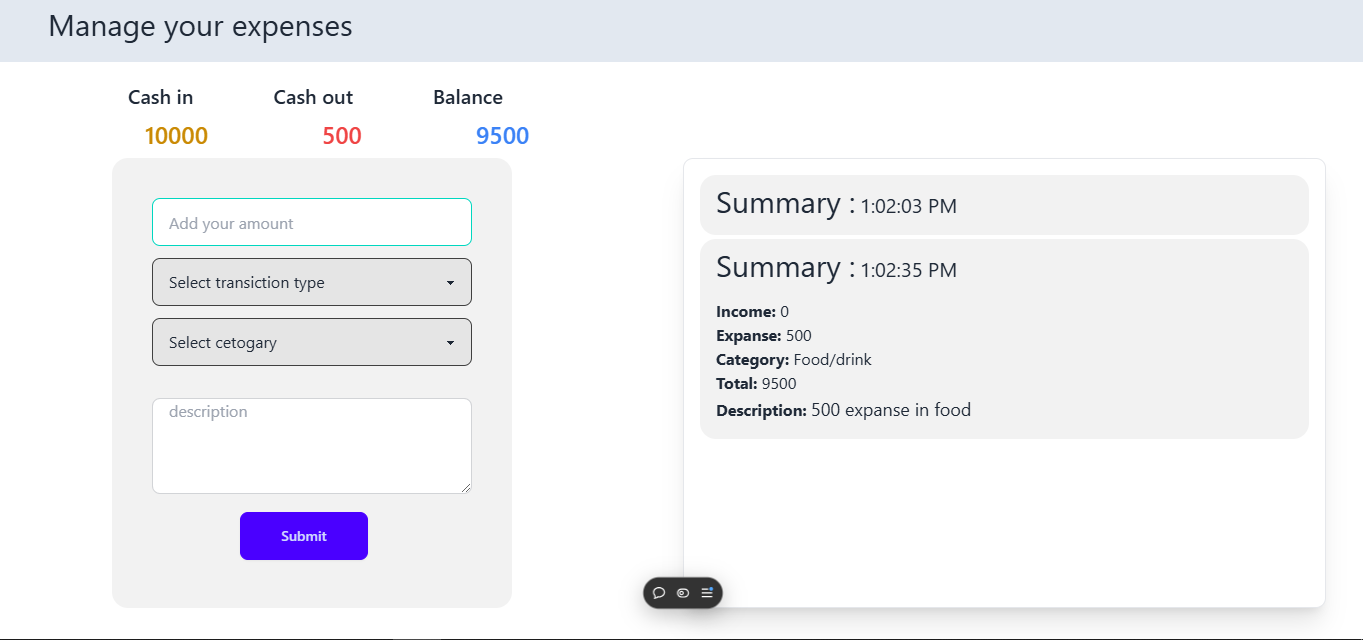 Manage your expenses
Cash in
Cash out
Balance
10000
500
9500
Add your amount
Select transiction type
Select cetogary
description
Submit
Summary : 1:02:03 PM
Summary : 1:02:35 PM
Income: 0
Expanse: 500
Category: Food/drink
Total: 9500
Description: 500 expanse in food